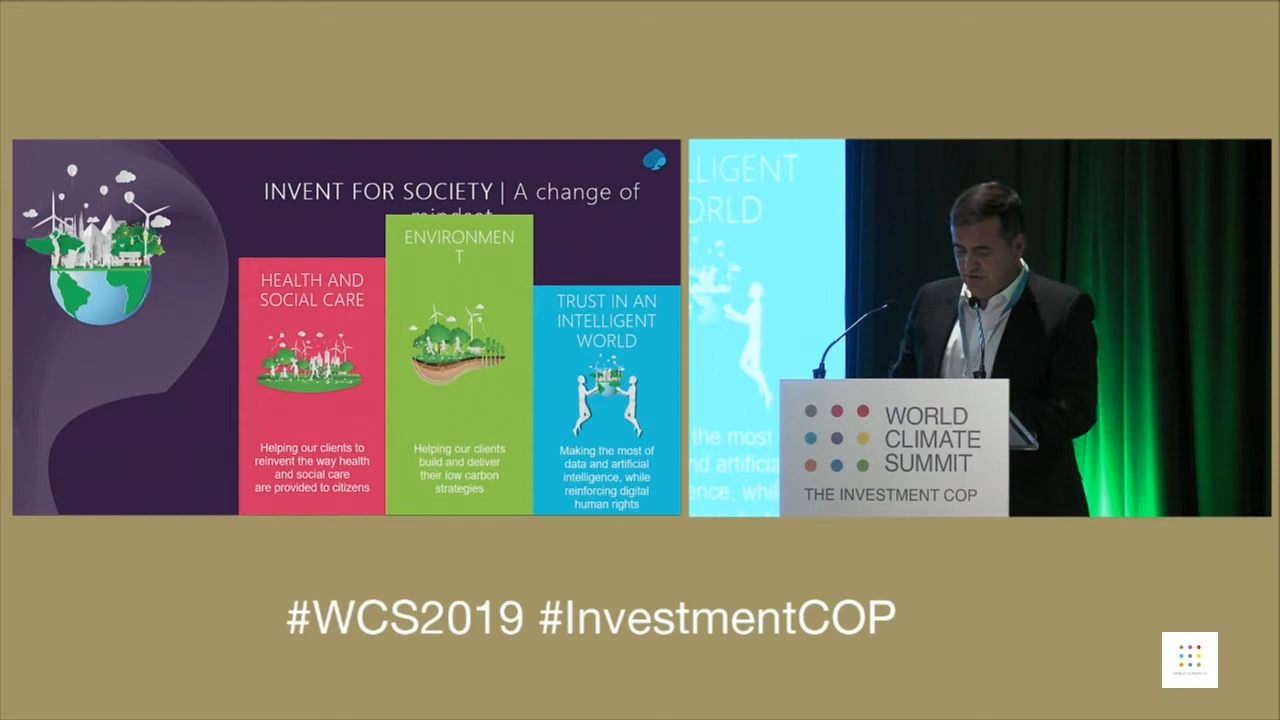 INVENT FOR SOCIETY | A change of
mindset
ENVIRONMEN
T
HEALTH AND
SOCIAL CARE
TRUST IN AN
INTELLIGENT
WORLD
Helping our clients to
reinvent the way health
and social care
are provided to citizens
Helping our clients
build and deliver
their low carbon
strategies
Making the most of
data and artificial
intelligence, while
reinforcing digital
human rights
LLIGENT
ORLD
the most
nd artificia
ence, whil
WORLD
CLIMATE
SUMMIT
THE INVESTMENT COP
#WCS2019 #InvestmentCOP